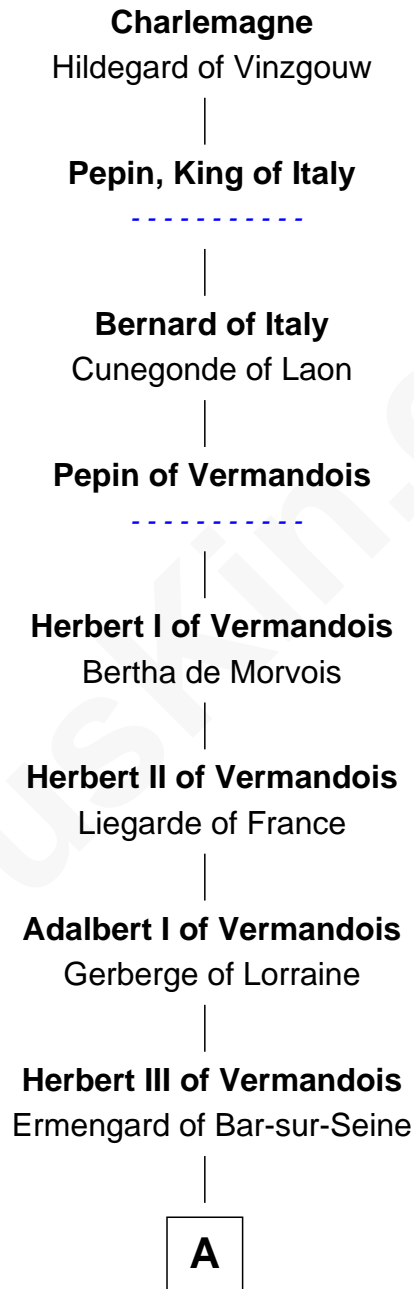 Charlemagne
Hildegard of Vinzgouw
Pepin, King of Italy
- - - - - - - - - - -
Bernard of Italy
Cunegonde of Laon
Pepin of Vermandois
- - - - - - - - - - -
Herbert I of Vermandois
Bertha de Morvois
Herbert II of Vermandois
Liegarde of France
Adalbert I of Vermandois
Gerberge of Lorraine
Herbert III of Vermandois
Ermengard of Bar-sur-Seine
A